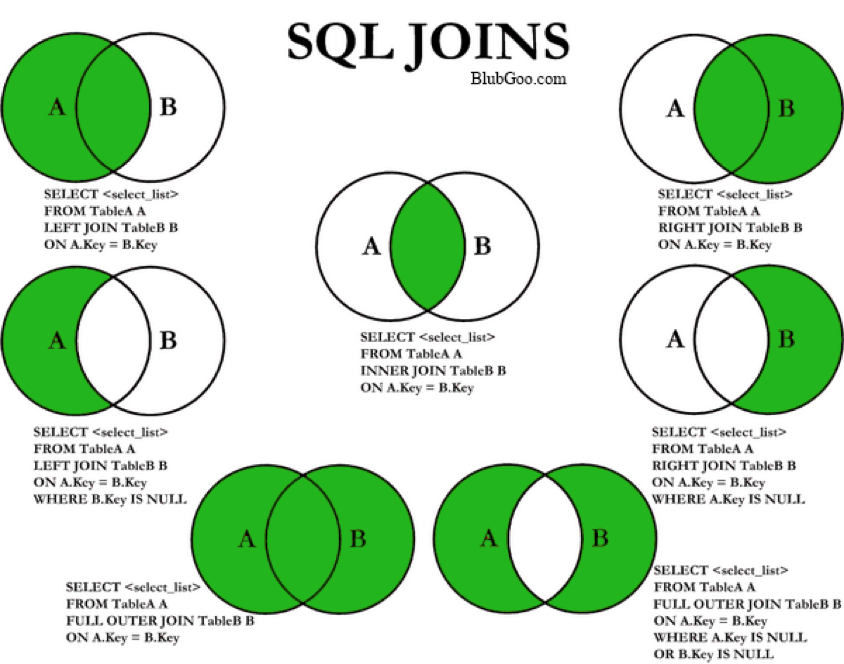 SQL JOINS
BlubGoo.com
A B
SELECT <select_list>
FROM TableA A
LEFT JOIN TableB B
ON A.Key = B.Key
A B
SELECT <select_list>
FROM TableA A
RIGHT JOIN TableB B
ON A.Key = B.Key
A B
SELECT <select_list>
FROM TableA A
INNER JOIN TableB B
ON A.Key = B.Key
A B
SELECT <select_list>
FROM TableA A
LEFT JOIN TableB B
ON A.Key = B.Key
WHERE B.Key IS NULL
A B
SELECT <select_list>
FROM TableA A
RIGHT JOIN TableB B
ON A.Key = B.Key
WHERE A.Key IS NULL
A B
SELECT <select_list>
FROM TableA A
FULL OUTER JOIN TableB B
ON A.Key = B.Key
A B
SELECT <select_list>
FROM TableA A
FULL OUTER JOIN TableB B
ON A.Key = B.Key
WHERE A.Key IS NULL
OR B.Key IS NULL